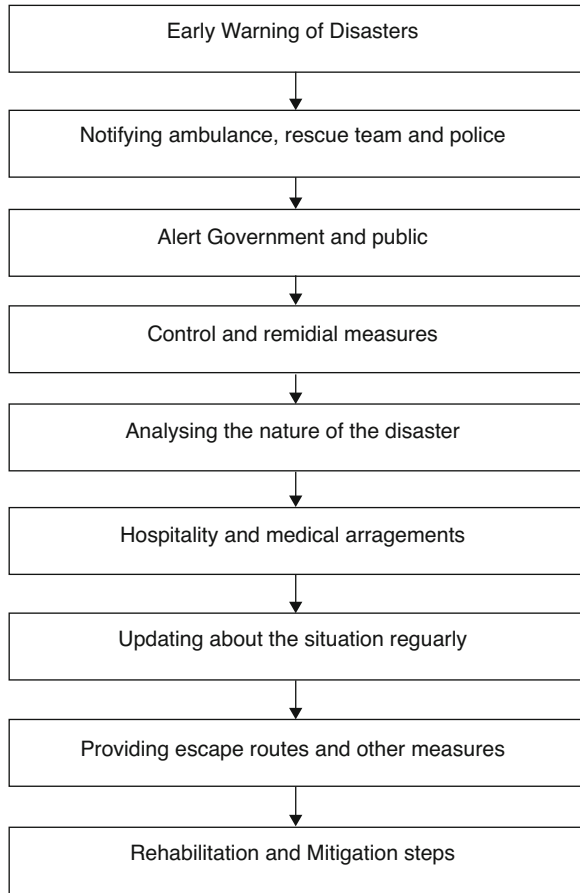 Early Warning of Disasters
Notifying ambulance, rescue team and police
Alert Government and public
Control and remidial measures
Analysing the nature of the disaster
Hospitality and medical arragements
Updating about the situation reguarly
Providing escape routes and other measures
Rehabilitation and Mitigation steps